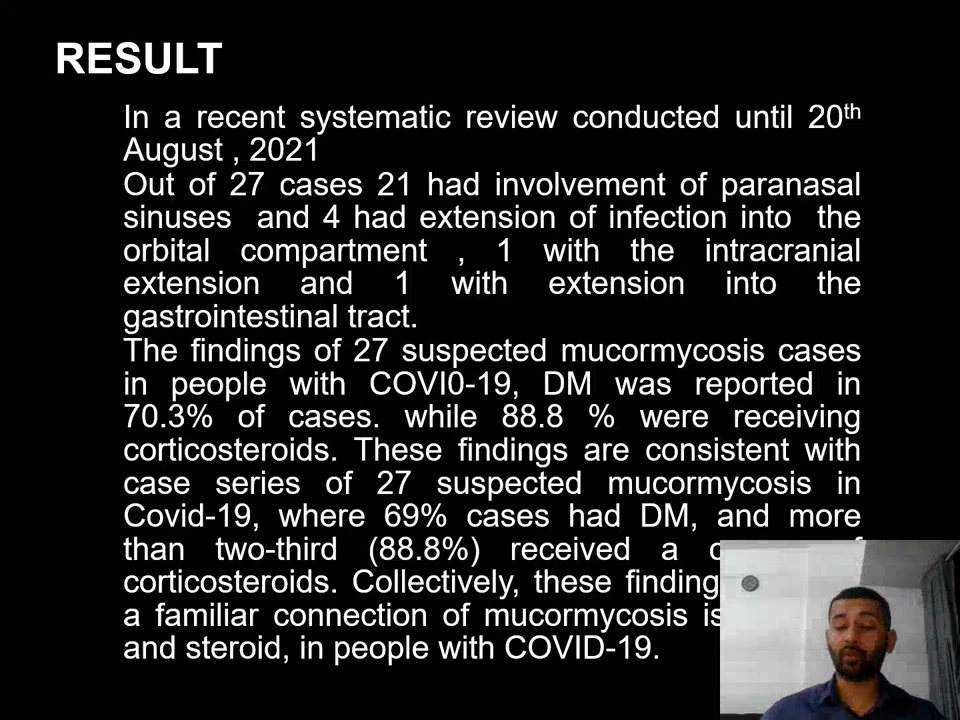 RESULT
In a recent systematic review conducted until 20th
August , 2021
Out of 27 cases 21 had involvement of paranasal
sinuses and 4 had extension of infection into the
orbital compartment , 1 with the intracranial
extension and 1 with extension into the
gastrointestinal tract.
The findings of 27 suspected mucormycosis cases
in people with COVI0-19, DM was reported in
70.3% of cases. while 88.8 % were receiving
corticosteroids. These findings are consistent with
case series of 27 suspected mucormycosis in
Covid-19, where 69% cases had DM, and more
than two-third (88.8%) received a
corticosteroids. Collectively, these
a familiar connection of mucormycosis
and steroid, in people with COVID-19.